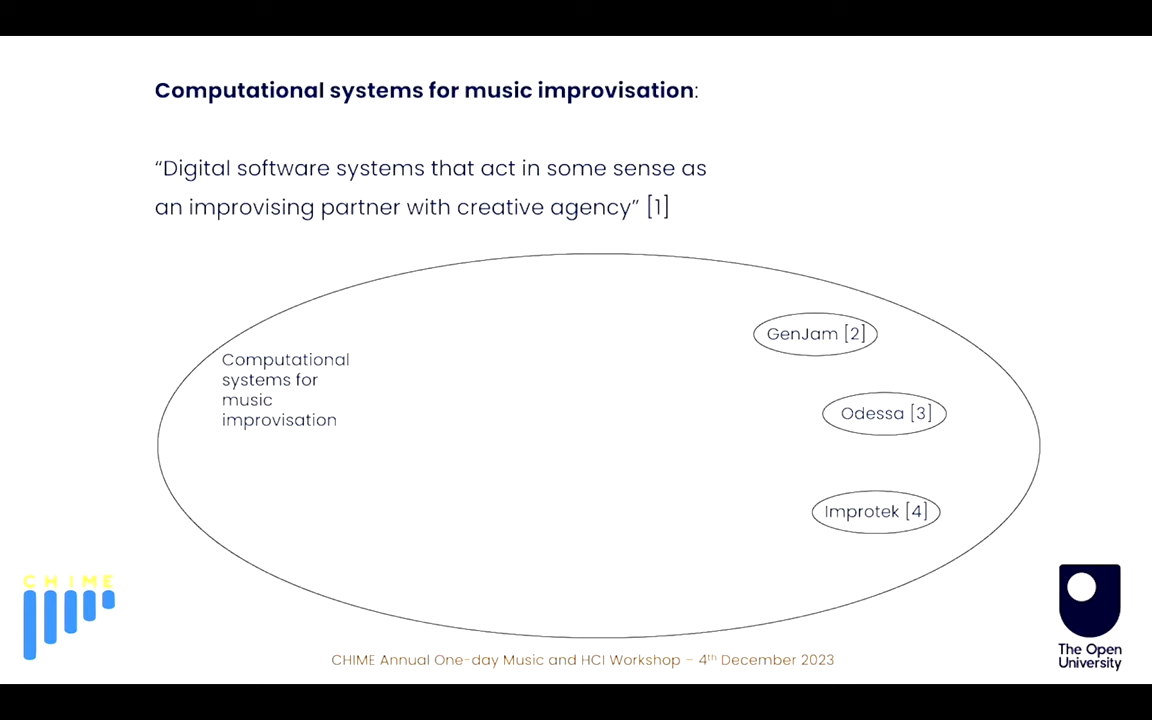 Computational systems for music improvisation:
“Digital software systems that act in some sense as
an improvising partner with creative agency” [1]
GenJam [2]
Computational
systems for
music
improvisation
Odessa [3]
Improtek [4]
CHIME
CHIME Annual One-day Music and HCI Workshop – 4th December 2023
The Open
University